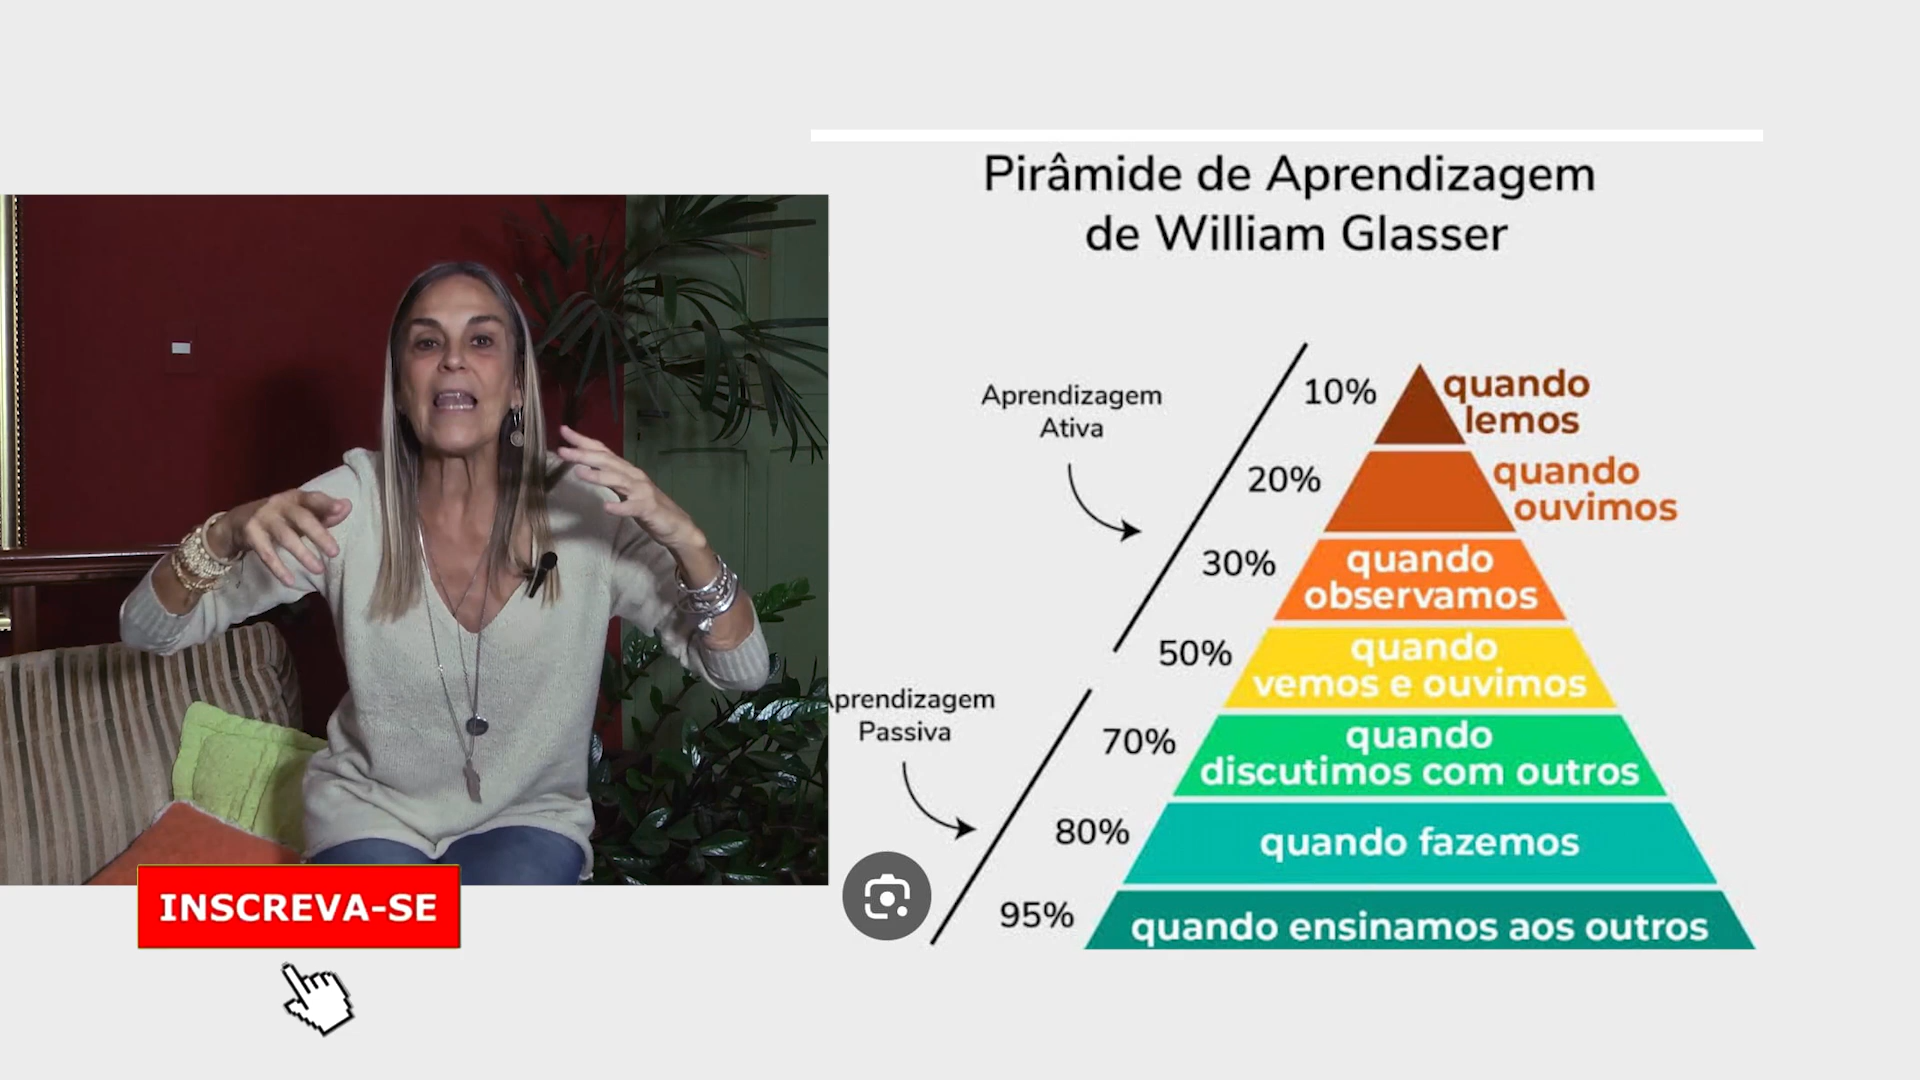 Pirâmide de Aprendizagem
de William Glasser
Aprendizagem
Ativa
10%
quando
lemos
20%
quando
ouvimos
30%
quando
observamos
50%
quando
vemos e ouvimos
Aprendizagem
Passiva
70%
quando
discutimos com outros
80%
quando fazemos
95%
quando ensinamos aos outros
INSCREVA-SE